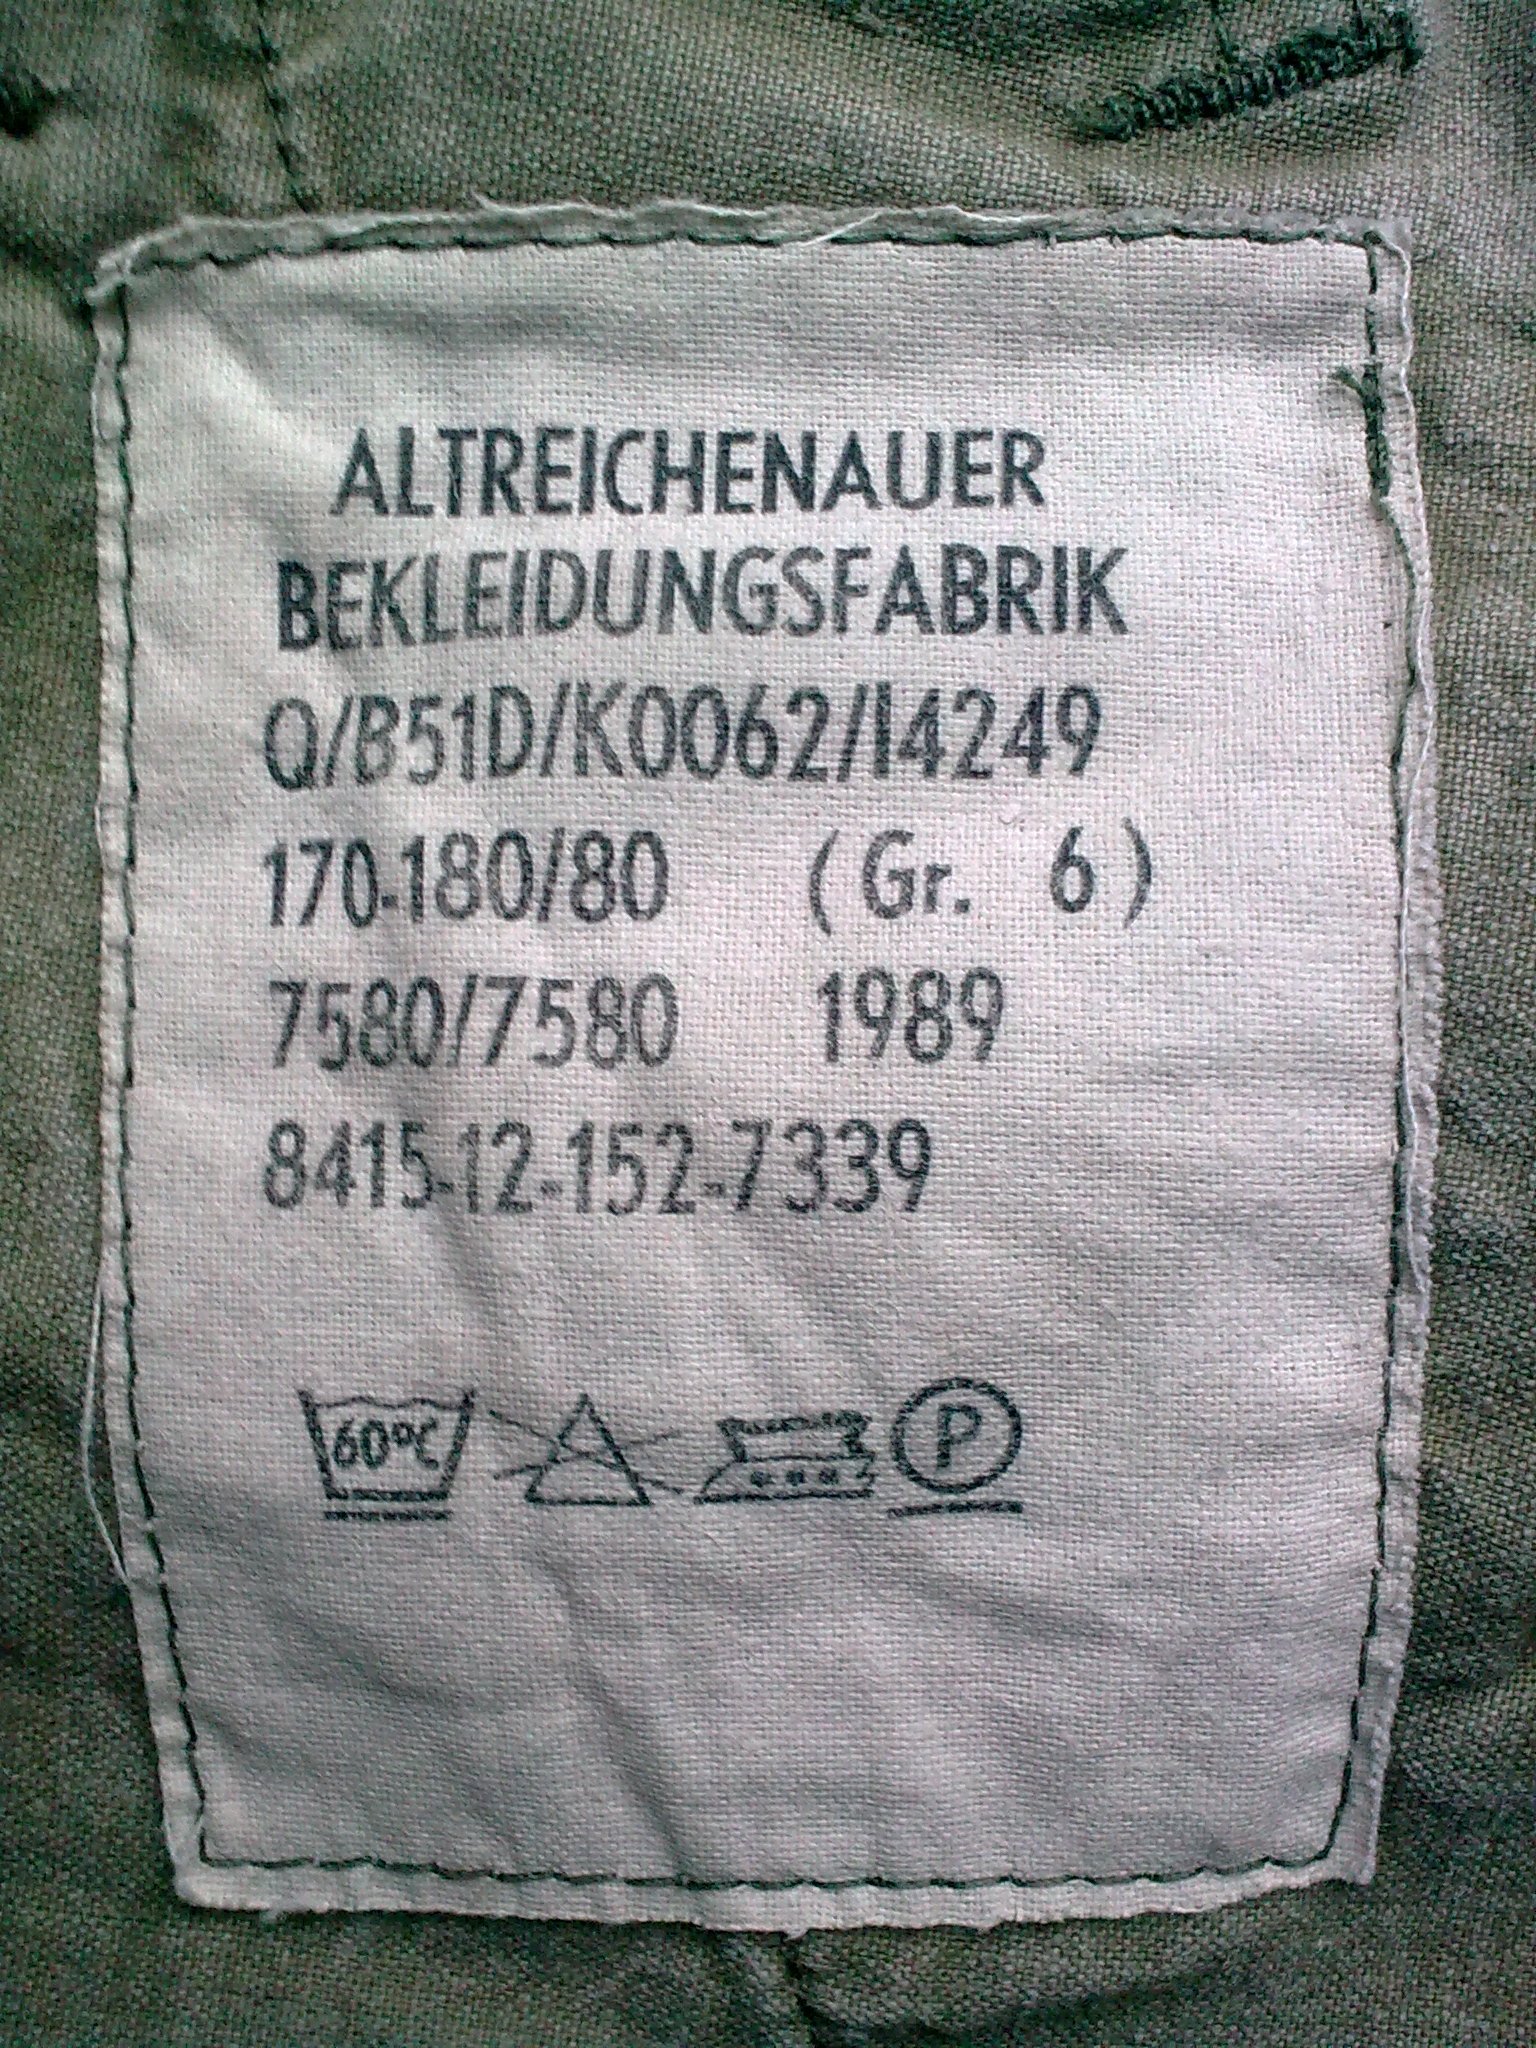 ALTREICHENAUER
BEKLEIDUNGSFABRIK
Q/B51D/K0062/I4249
170-180/80 (Gr. 6)
7580/7580 1989
8415-12-152-7339
60°C P